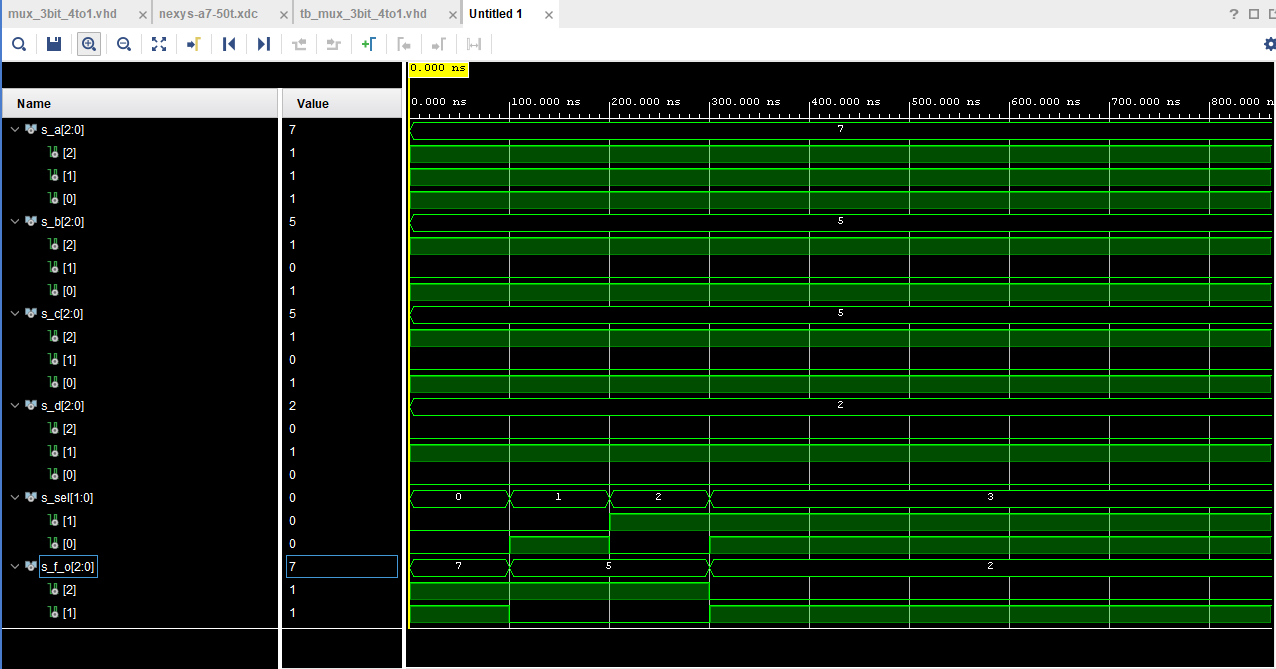 mux_3bit_4to1.vhd × nexys-a7-50t.xdc × tb_mux_3bit_4to1.vhd × Untitled 1 × ?
0.000 ns
Name Value 0.000 ns 100.000 ns 200.000 ns 300.000 ns 400.000 ns 500.000 ns 600.000 ns 700.000 ns 800.000 n
s_a[2:0] 7 7
[2] 1
[1] 1
[0] 1
s_b[2:0] 5 5
[2] 1
[1] 0
[0] 1
s_c[2:0] 5 5
[2] 1
[1] 0
[0] 1
s_d[2:0] 2 2
[2] 0
[1] 1
[0] 0
s_sel[1:0] 0 0 1 2 3
[1] 0
[0] 0
s_f_o[2:0] 7 7 5 2
[2] 1
[1] 1